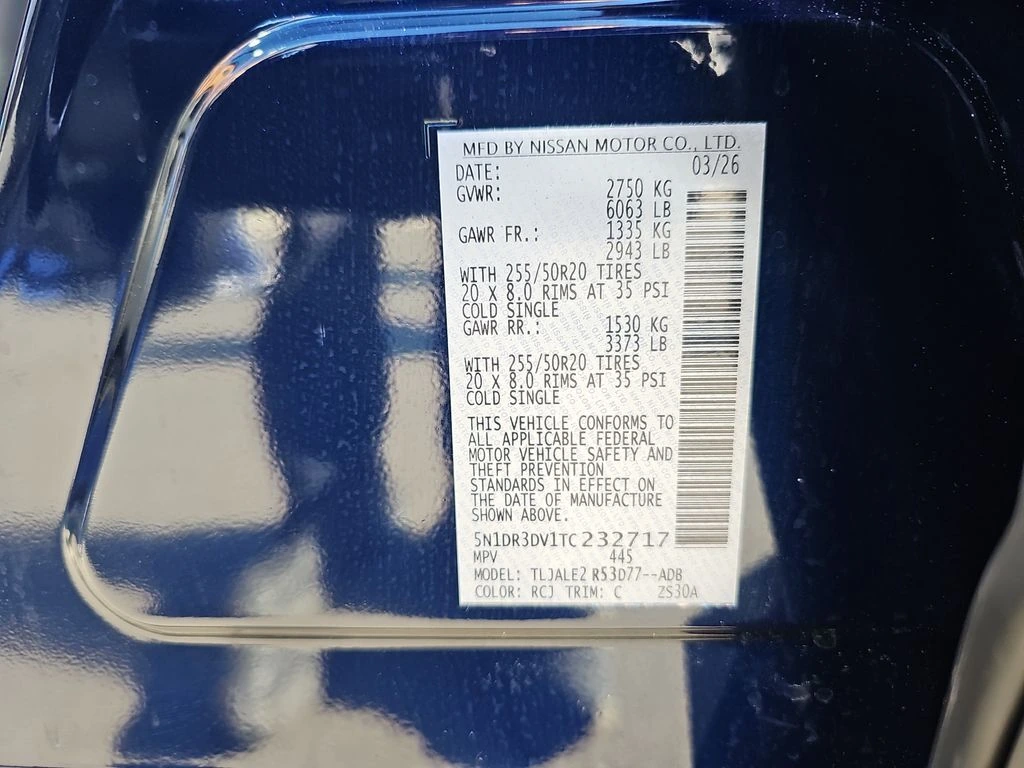 MFD BY NISSAN MOTOR CO., LTD.
DATE: 03/26
GVWR: 2750 KG
6063 LB
GAWR FR.: 1335 KG
2943 LB
WITH 255/50R20 TIRES
20 X 8.0 RIMS AT 35 PSI
COLD SINGLE
GAWR RR.: 1530 KG
3373 LB
WITH 255/50R20 TIRES
20 X 8.0 RIMS AT 35 PSI
COLD SINGLE
THIS VEHICLE CONFORMS TO
ALL APPLICABLE FEDERAL
MOTOR VEHICLE SAFETY AND
THEFT PREVENTION
STANDARDS IN EFFECT ON
THE DATE OF MANUFACTURE
SHOWN ABOVE.
5N1DR3DV1TC232717
MPV 445
MODEL: TLJALE2 R53D77--ADB
COLOR: RCJ TRIM: C ZS30A